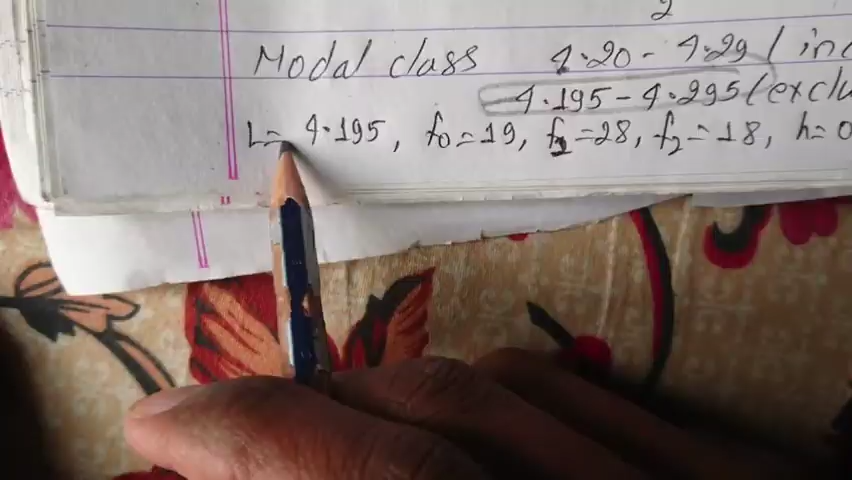 2
Modal class 4.20 - 4.29 (inc
4.195 - 4.295 (exclu
L= 4.195, f0=19, f1=28, f2=18, h=0